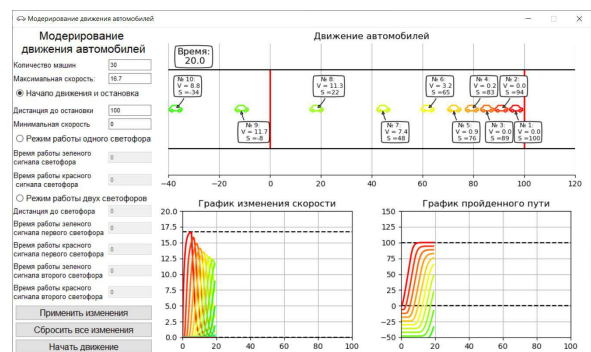 Моделирование движения автомобилей
Моделирование
движения автомобилей
Количество машин 30
Максимальная скорость: 16.7
Начало движения и остановка
Дистанция до остановки 100
Минимальная скорость 0
Режим работы одного светофора
Время работы зеленого
сигнала светофора 0
Время работы красного
сигнала светофора 0
Режим работы двух светофоров
Дистанция до светофора 0
Время работы зеленого
сигнала первого светофора 0
Время работы красного
сигнала первого светофора 0
Время работы зеленого
сигнала второго светофора 0
Время работы красного
сигнала второго светофора 0
Применить изменения
Сбросить все изменения
Начать движение
Движение автомобилей
Время:
20.0
№ 10:
V = 8.8
S =-34
№ 8:
V = 11.3
S =22
№ 6:
V = 3.2
S =65
№ 4:
V = 0.2
S =83
№ 2:
V = 0.0
S =94
№ 9:
V = 11.7
S =-8
№ 7:
V = 7.4
S =48
№ 5:
V = 0.9
S =76
№ 3:
V = 0.0
S =89
№ 1:
V = 0.0
S =100
−40 −20 0 20 40 60 80 100 120
График изменения скорости
20.0
17.5
15.0
12.5
10.0
7.5
5.0
2.5
0.0
0 20 40 60 80 100
График пройденного пути
150
125
100
75
50
25
0
−25
−50
0 20 40 60 80 100